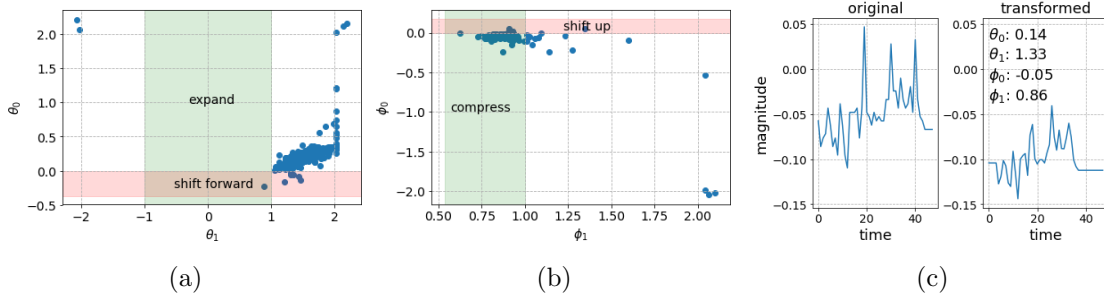 2.0
1.5
1.0
0.5
0.0
−0.5
−2
−1
0
1
2
θ₀
θ₁
expand
shift forward
(a)
0.0
−0.5
−1.0
−1.5
−2.0
0.50
0.75
1.00
1.25
1.50
1.75
2.00
ϕ₀
ϕ₁
shift up
compress
(b)
original
transformed
0.05
0.00
−0.05
−0.10
−0.15
0
20
40
magnitude
time
0.05
0.00
−0.05
−0.10
−0.15
0
20
40
θ₀: 0.14
θ₁: 1.33
ϕ₀: -0.05
ϕ₁: 0.86
time
(c)